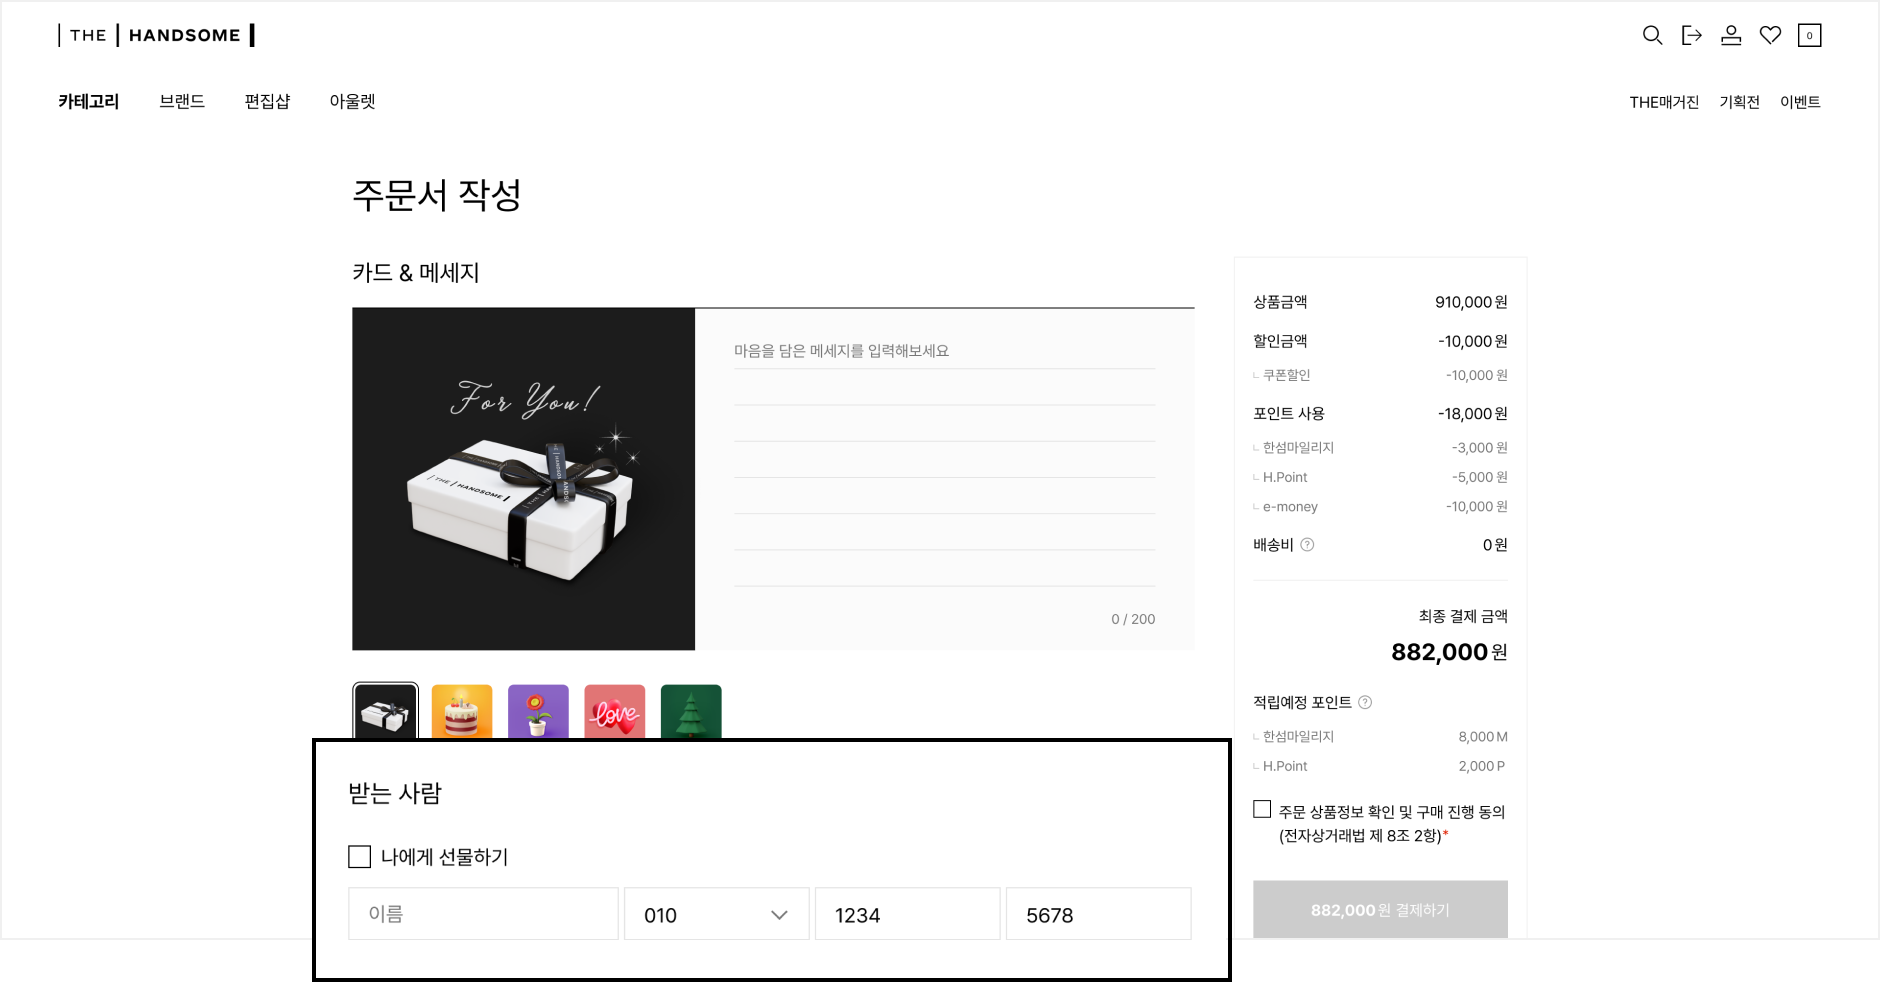 THE HANDSOME
0
카테고리 브랜드 편집샵 아울렛
THE매거진 기획전 이벤트
주문서 작성
카드 & 메세지
For You!
THE HANDSOME
마음을 담은 메세지를 입력해보세요
0 / 200
love
받는 사람
나에게 선물하기
이름 010 1234 5678
상품금액 910,000 원
할인금액 -10,000 원
쿠폰할인 -10,000 원
포인트 사용 -18,000 원
한섬마일리지 -3,000 원
H.Point -5,000 원
e-money -10,000 원
배송비 ? 0 원
최종 결제 금액
882,000 원
적립예정 포인트 ?
한섬마일리지 8,000 M
H.Point 2,000 P
주문 상품정보 확인 및 구매 진행 동의
(전자상거래법 제 8조 2항)*
882,000 원 결제하기